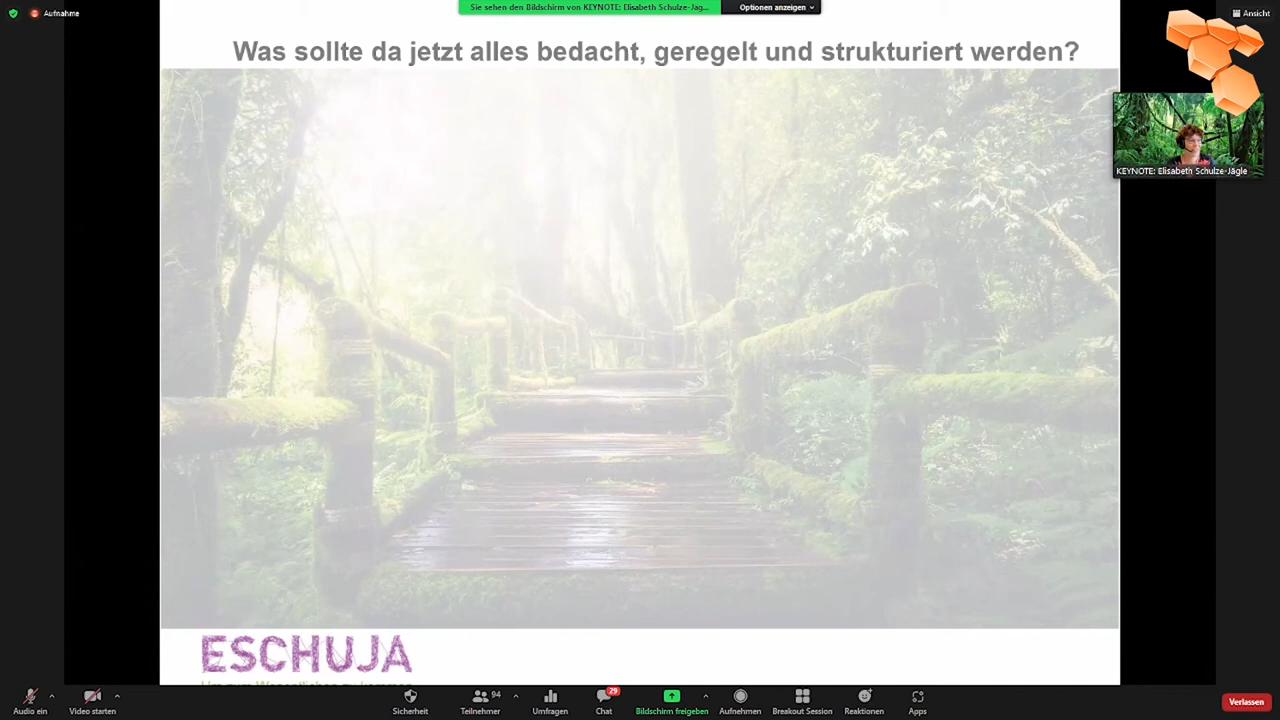 Aufnahme
Sie sehen den Bildschirm von KEYNOTE: Elisabeth Schulze-Jäg...
Optionen anzeigen
Ansicht
Was sollte da jetzt alles bedacht, geregelt und strukturiert werden?
KEYNOTE: Elisabeth Schulze-Jägle
ESCHUJA
94
29
Audio ein
Video starten
Sicherheit
Teilnehmer
Umfragen
Chat
Bildschirm freigeben
Aufnehmen
Breakout Session
Reaktionen
Apps
Verlassen